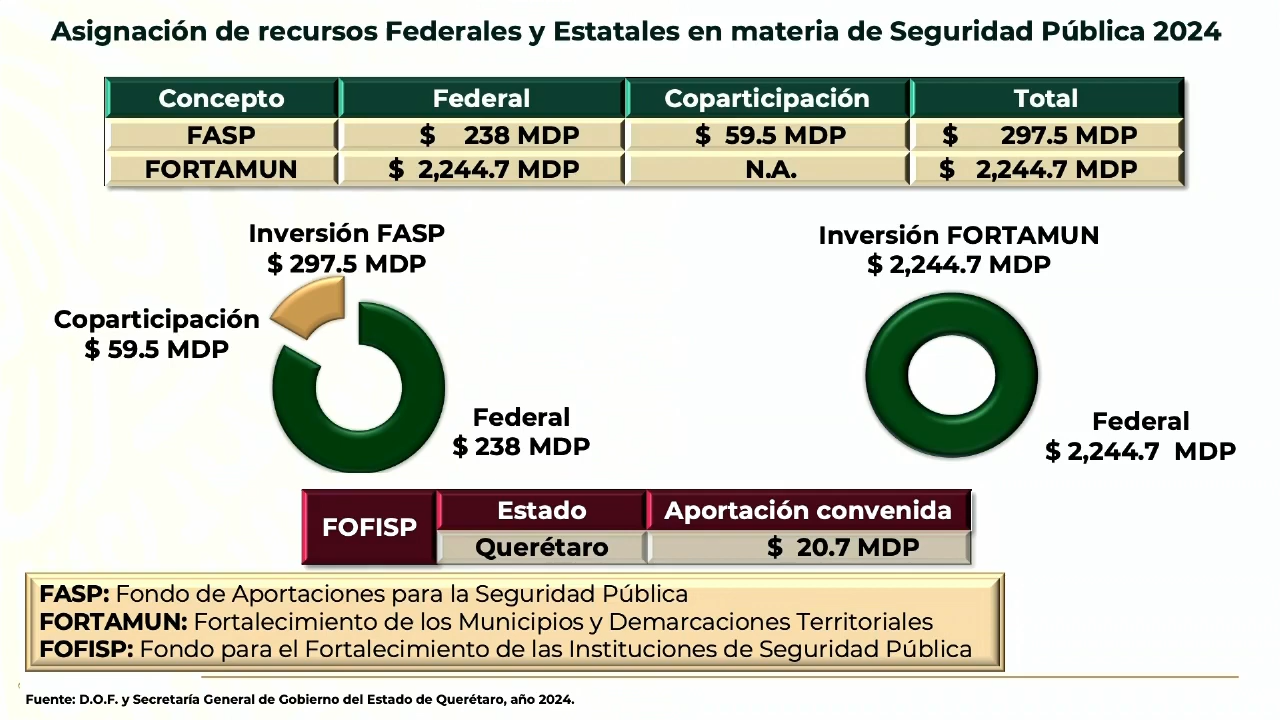 Asignación de recursos Federales y Estatales en materia de Seguridad Pública 2024
Concepto Federal Coparticipación Total
FASP $ 238 MDP $ 59.5 MDP $ 297.5 MDP
FORTAMUN $ 2,244.7 MDP N.A. $ 2,244.7 MDP
Inversión FASP
$ 297.5 MDP
Coparticipación
$ 59.5 MDP
Federal
$ 238 MDP
Inversión FORTAMUN
$ 2,244.7 MDP
Federal
$ 2,244.7 MDP
FOFISP
Estado Aportación convenida
Querétaro $ 20.7 MDP
FASP: Fondo de Aportaciones para la Seguridad Pública
FORTAMUN: Fortalecimiento de los Municipios y Demarcaciones Territoriales
FOFISP: Fondo para el Fortalecimiento de las Instituciones de Seguridad Pública
Fuente: D.O.F. y Secretaría General de Gobierno del Estado de Querétaro, año 2024.